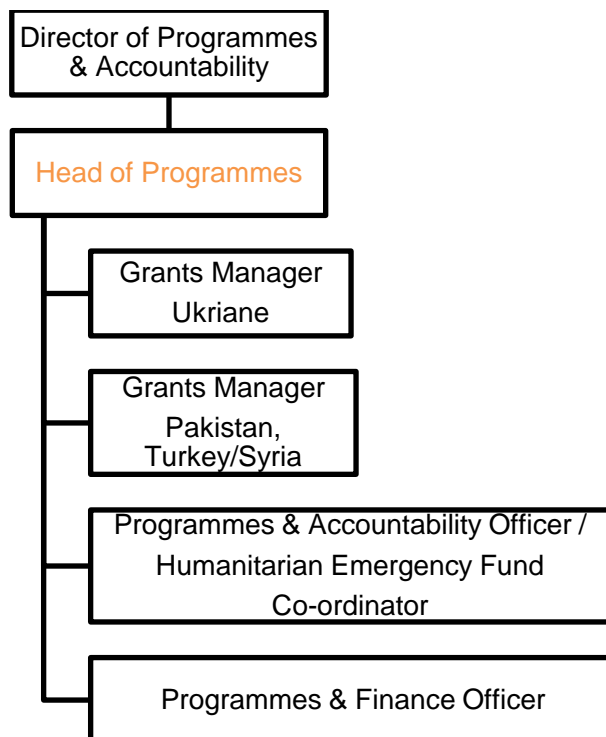 Director of Programmes
& Accountability
Head of Programmes
Grants Manager
Ukriane
Grants Manager
Pakistan,
Turkey/Syria
Programmes & Accountability Officer /
Humanitarian Emergency Fund
Co-ordinator
Programmes & Finance Officer